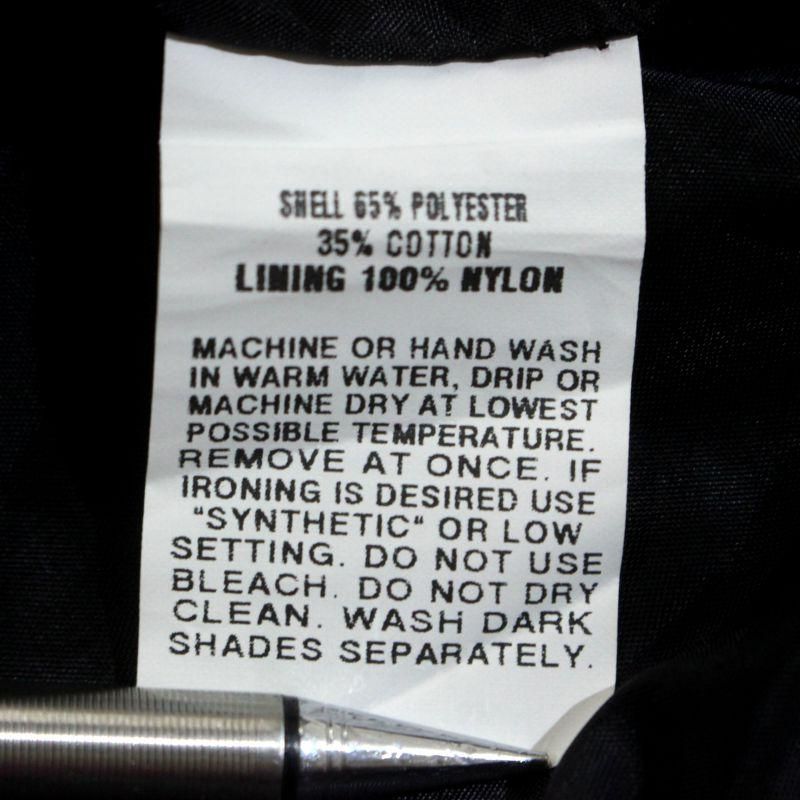 SHELL 65% POLYESTER
35% COTTON
LINING 100% NYLON
MACHINE OR HAND WASH
IN WARM WATER, DRIP OR
MACHINE DRY AT LOWEST
POSSIBLE TEMPERATURE.
REMOVE AT ONCE. IF
IRONING IS DESIRED USE
"SYNTHETIC" OR LOW
SETTING. DO NOT USE
BLEACH. DO NOT DRY
CLEAN. WASH DARK
SHADES SEPARATELY.